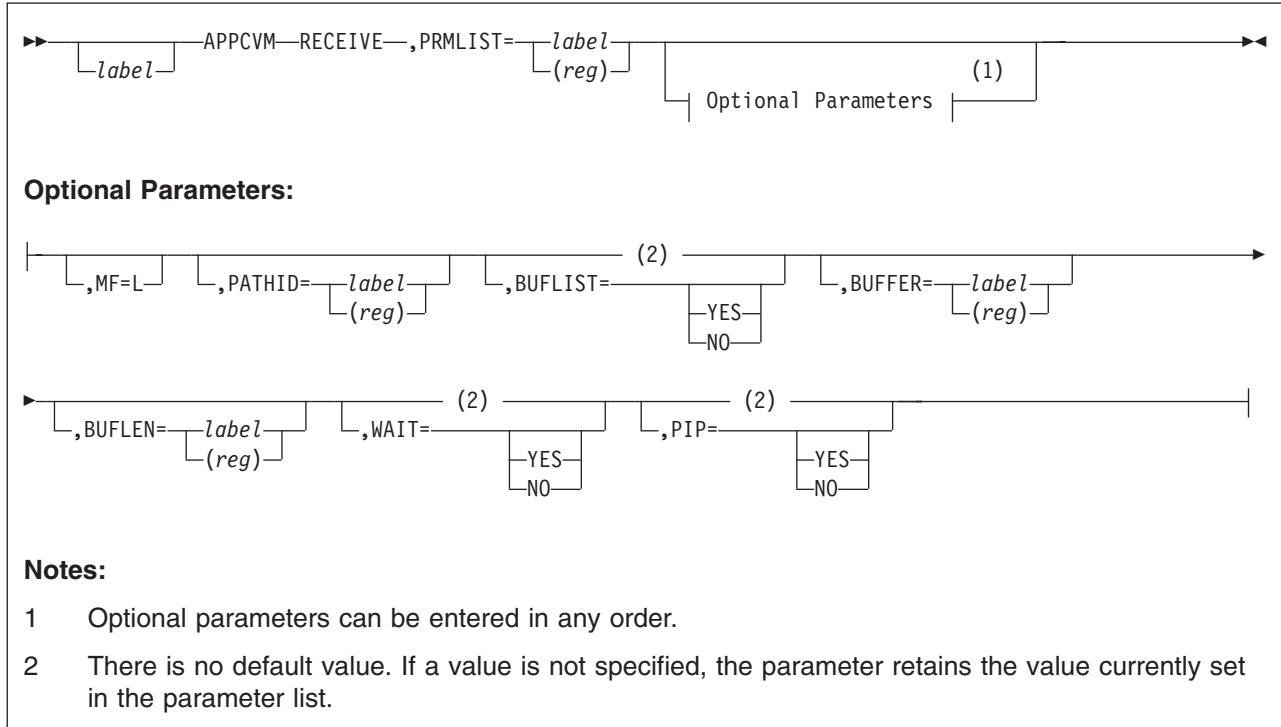 APPCVM RECEIVE ,PRMLIST= label
label (reg) (1)
Optional Parameters
Optional Parameters:
(2)
,MF=L ,PATHID= label ,BUFLIST= ,BUFFER= label
(reg) YES (reg)
NO
(2) (2)
,BUFLEN= label ,WAIT= ,PIP=
(reg) YES YES
NO NO
Notes:
1 Optional parameters can be entered in any order.
2 There is no default value. If a value is not specified, the parameter retains the value currently set
in the parameter list.